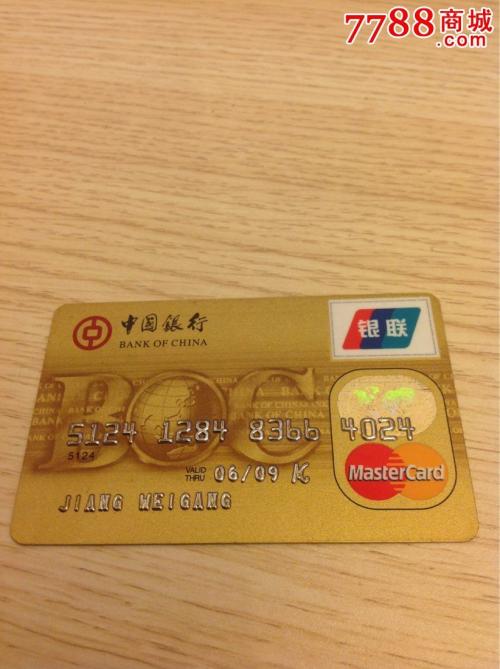 7788商城
.com
中国银行
BANK OF CHINA
银联
BOC
5124 1284 8366 4024
5124
VALID THRU 06/09 K
MasterCard
JIANG WEIGANG